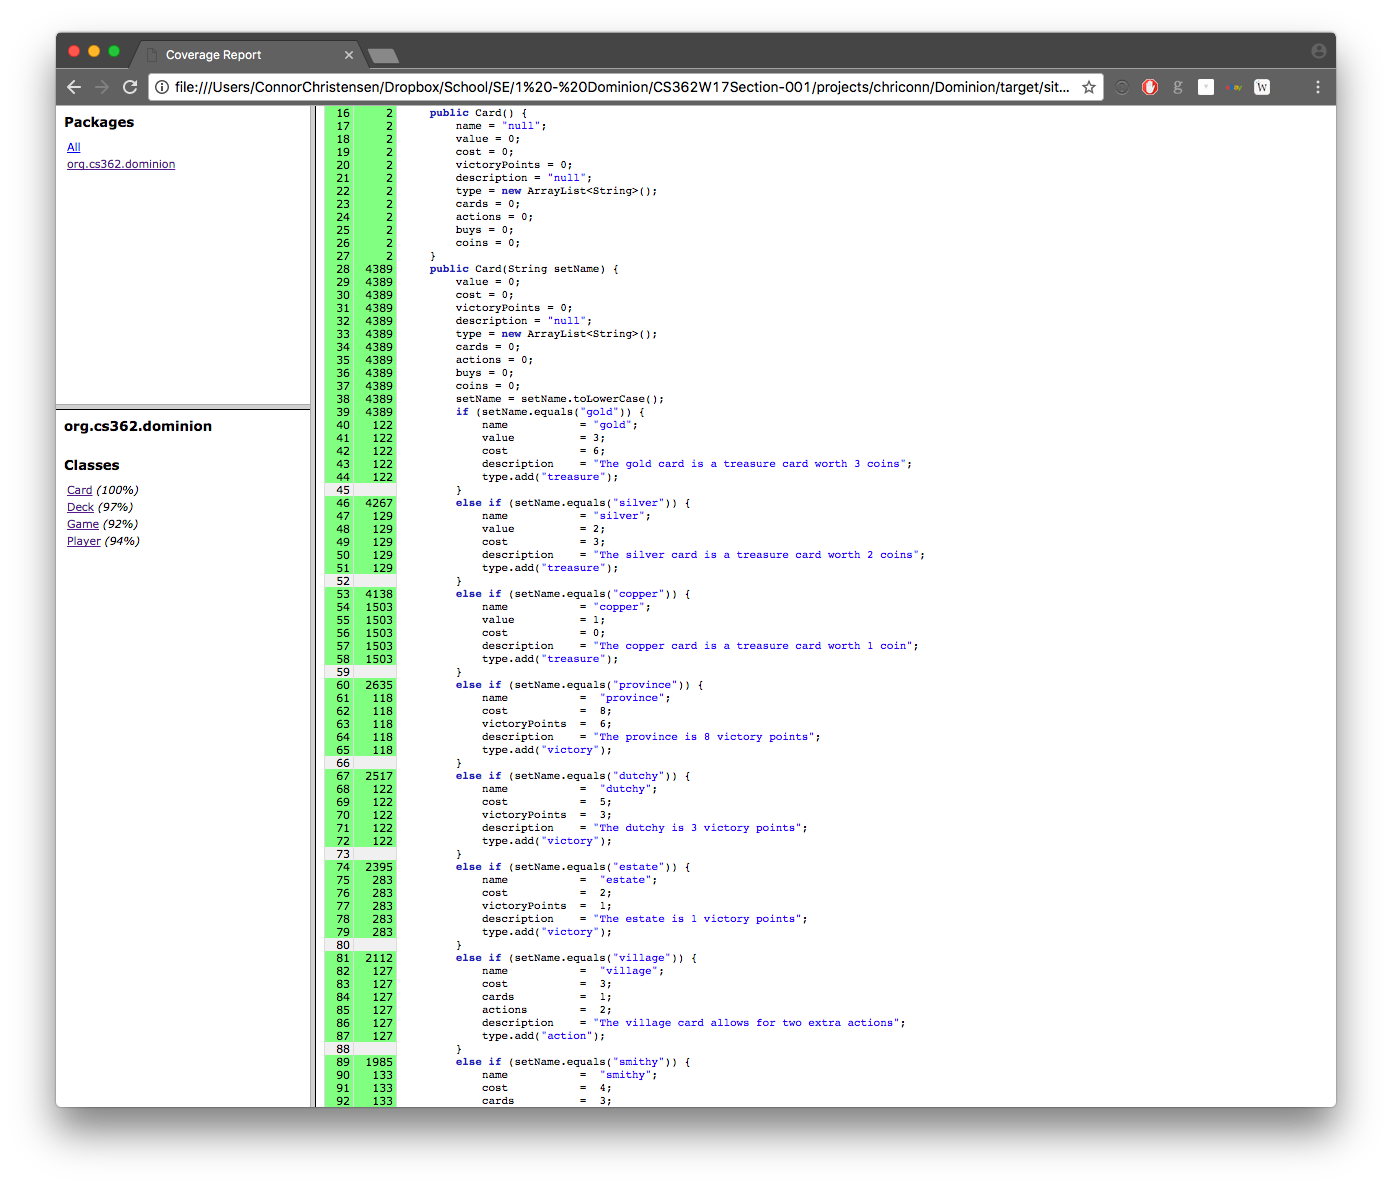 Coverage Report
file:///Users/ConnorChristensen/Dropbox/School/SE/1%20-%20Dominion/CS362W17Section-001/projects/chriconn/Dominion/target/sit...
g
W
Packages
All
org.cs362.dominion
org.cs362.dominion
Classes
Card (100%)
Deck (97%)
Game (92%)
Player (94%)
16 2 public Card() {
17 2 name = "null";
18 2 value = 0;
19 2 cost = 0;
20 2 victoryPoints = 0;
21 2 description = "null";
22 2 type = new ArrayList<String>();
23 2 cards = 0;
24 2 actions = 0;
25 2 buys = 0;
26 2 coins = 0;
27 2 }
28 4389 public Card(String setName) {
29 4389 value = 0;
30 4389 cost = 0;
31 4389 victoryPoints = 0;
32 4389 description = "null";
33 4389 type = new ArrayList<String>();
34 4389 cards = 0;
35 4389 actions = 0;
36 4389 buys = 0;
37 4389 coins = 0;
38 4389 setName = setName.toLowerCase();
39 4389 if (setName.equals("gold")) {
40 122 name = "gold";
41 122 value = 3;
42 122 cost = 6;
43 122 description = "The gold card is a treasure card worth 3 coins";
44 122 type.add("treasure");
45 }
46 4267 else if (setName.equals("silver")) {
47 129 name = "silver";
48 129 value = 2;
49 129 cost = 3;
50 129 description = "The silver card is a treasure card worth 2 coins";
51 129 type.add("treasure");
52 }
53 4138 else if (setName.equals("copper")) {
54 1503 name = "copper";
55 1503 value = 1;
56 1503 cost = 0;
57 1503 description = "The copper card is a treasure card worth 1 coin";
58 1503 type.add("treasure");
59 }
60 2635 else if (setName.equals("province")) {
61 118 name = "province";
62 118 cost = 8;
63 118 victoryPoints = 6;
64 118 description = "The province is 8 victory points";
65 118 type.add("victory");
66 }
67 2517 else if (setName.equals("dutchy")) {
68 122 name = "dutchy";
69 122 cost = 5;
70 122 victoryPoints = 3;
71 122 description = "The dutchy is 3 victory points";
72 122 type.add("victory");
73 }
74 2395 else if (setName.equals("estate")) {
75 283 name = "estate";
76 283 cost = 2;
77 283 victoryPoints = 1;
78 283 description = "The estate is 1 victory points";
79 283 type.add("victory");
80 }
81 2112 else if (setName.equals("village")) {
82 127 name = "village";
83 127 cost = 3;
84 127 cards = 1;
85 127 actions = 2;
86 127 description = "The village card allows for two extra actions";
87 127 type.add("action");
88 }
89 1985 else if (setName.equals("smithy")) {
90 133 name = "smithy";
91 133 cost = 4;
92 133 cards = 3;